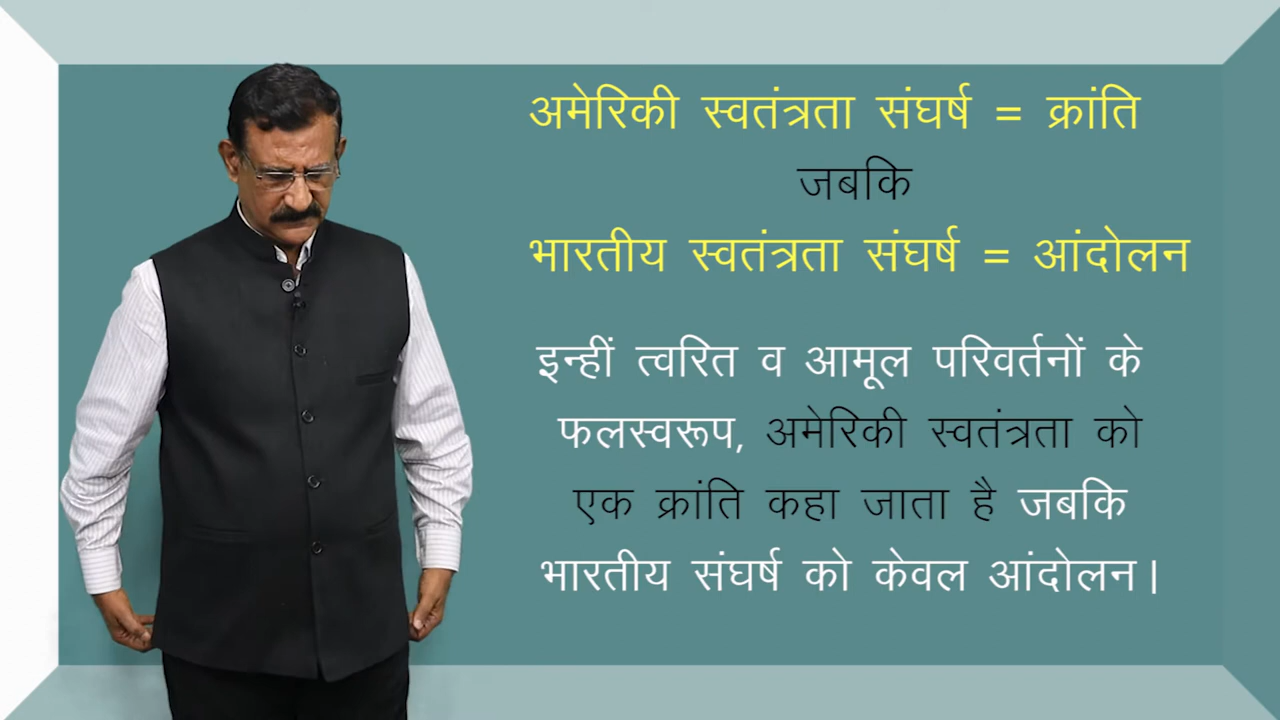 अमेरिकी स्वतंत्रता संघर्ष = क्रांति
जबकि
भारतीय स्वतंत्रता संघर्ष = आंदोलन
इन्हीं त्वरित व आमूल परिवर्तनों के
फलस्वरूप, अमेरिकी स्वतंत्रता को
एक क्रांति कहा जाता है जबकि
भारतीय संघर्ष को केवल आंदोलन।